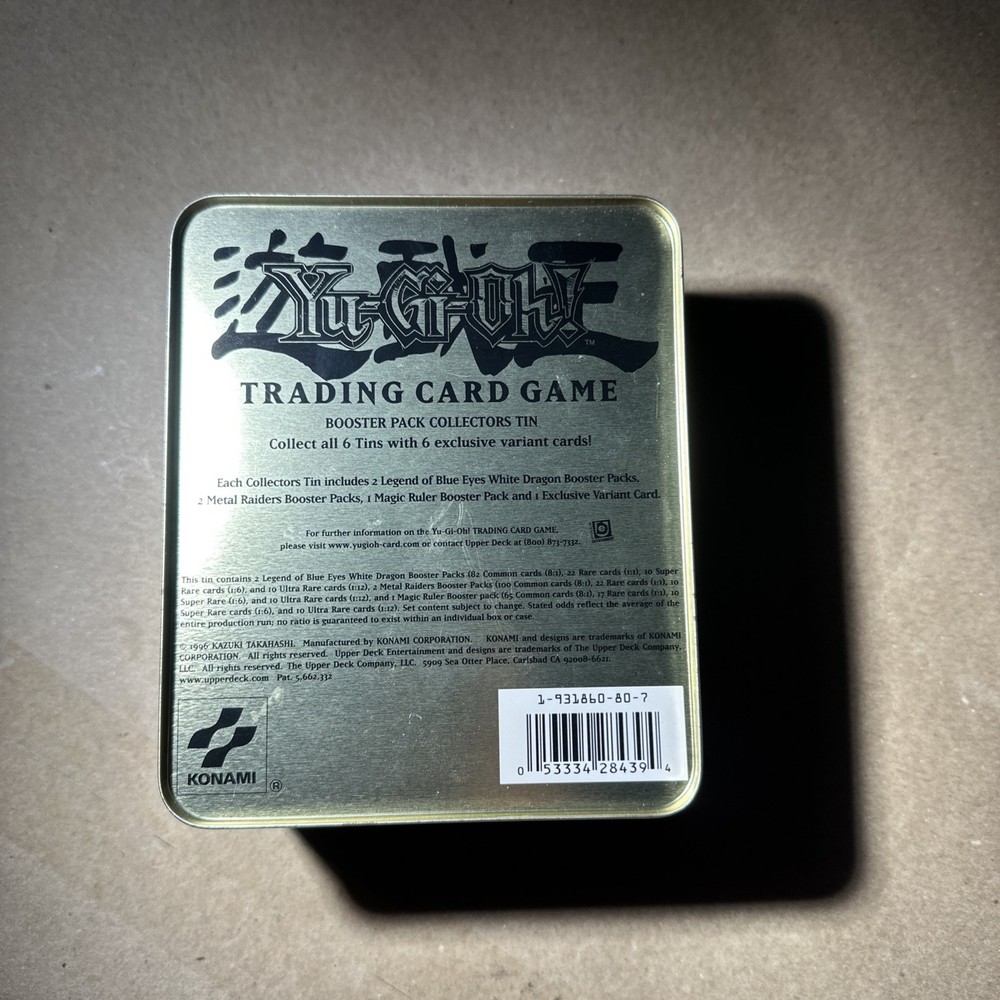 遊戯王
Yu-Gi-Oh!™
TRADING CARD GAME
BOOSTER PACK COLLECTORS TIN
Collect all 6 Tins with 6 exclusive variant cards!
Each Collectors Tin includes 2 Legend of Blue Eyes White Dragon Booster Packs,
2 Metal Raiders Booster Packs, 1 Magic Ruler Booster Pack and 1 Exclusive Variant Card.
For further information on the Yu-Gi-Oh! TRADING CARD GAME,
please visit www.yugioh-card.com or contact Upper Deck at (800) 873-7332.
This tin contains 2 Legend of Blue Eyes White Dragon Booster Packs (82 Common cards (8:1), 22 Rare cards (1:1), 10 Super
Rare cards (1:6), and 10 Ultra Rare cards (1:12), 2 Metal Raiders Booster Packs (100 Common cards (8:1), 22 Rare cards (1:1), 10
Super Rare (1:6), and 10 Ultra Rare cards (1:12), and 1 Magic Ruler Booster pack (65 Common cards (8:1), 17 Rare cards (1:1), 10
Super Rare cards (1:6), and 10 Ultra Rare cards (1:12). Set content subject to change. Stated odds reflect the average of the
entire production run; no ratio is guaranteed to exist within an individual box or case.
© 1996 KAZUKI TAKAHASHI. Manufactured by KONAMI CORPORATION. KONAMI and designs are trademarks of KONAMI
CORPORATION. All rights reserved. Upper Deck Entertainment and designs are trademarks of The Upper Deck Company,
LLC. All rights reserved. The Upper Deck Company, LLC. 5909 Sea Otter Place, Carlsbad CA 92008-6621.
www.upperdeck.com Pat. 5,662,332
1-931860-80-7
0 53334 28439 4
KONAMI ®